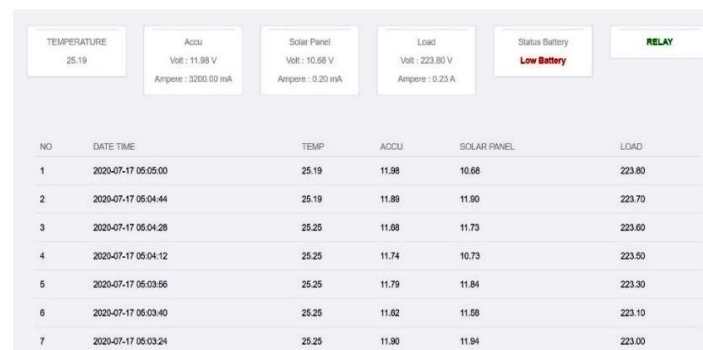 TEMPERATURE
25.19
Accu
Volt : 11.98 V
Ampere : 3200.00 mA
Solar Panel
Volt : 10.68 V
Ampere : 0.20 mA
Load
Volt : 223.80 V
Ampere : 0.23 A
Status Battery
Low Battery
RELAY
NO DATE TIME TEMP ACCU SOLAR PANEL LOAD
1 2020-07-17 05:05:00 25.19 11.98 10.68 223.80
2 2020-07-17 05:04:44 25.19 11.89 11.90 223.70
3 2020-07-17 05:04:28 25.25 11.68 11.73 223.60
4 2020-07-17 05:04:12 25.25 11.74 10.73 223.50
5 2020-07-17 05:03:56 25.25 11.79 11.84 223.30
6 2020-07-17 05:03:40 25.25 11.62 11.58 223.10
7 2020-07-17 05:03:24 25.25 11.90 11.94 223.00